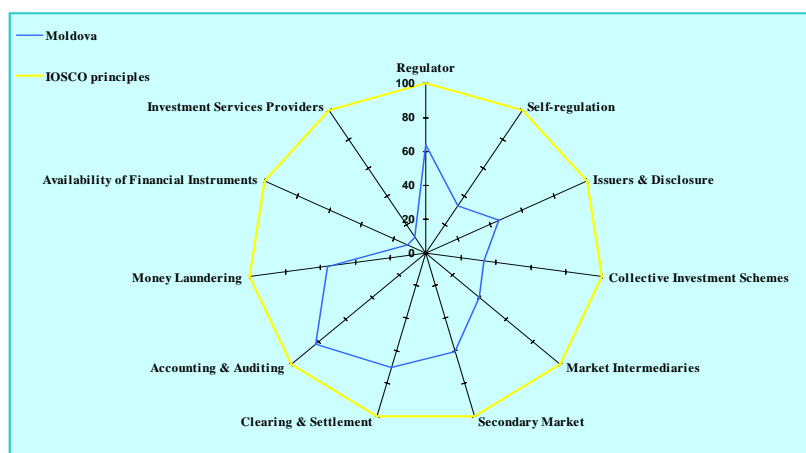 Moldova
IOSCO principles
Regulator
100
80
60
40
20
0
Self-regulation
Issuers & Disclosure
Collective Investment Schemes
Market Intermediaries
Secondary Market
Clearing & Settlement
Accounting & Auditing
Money Laundering
Availability of Financial Instruments
Investment Services Providers